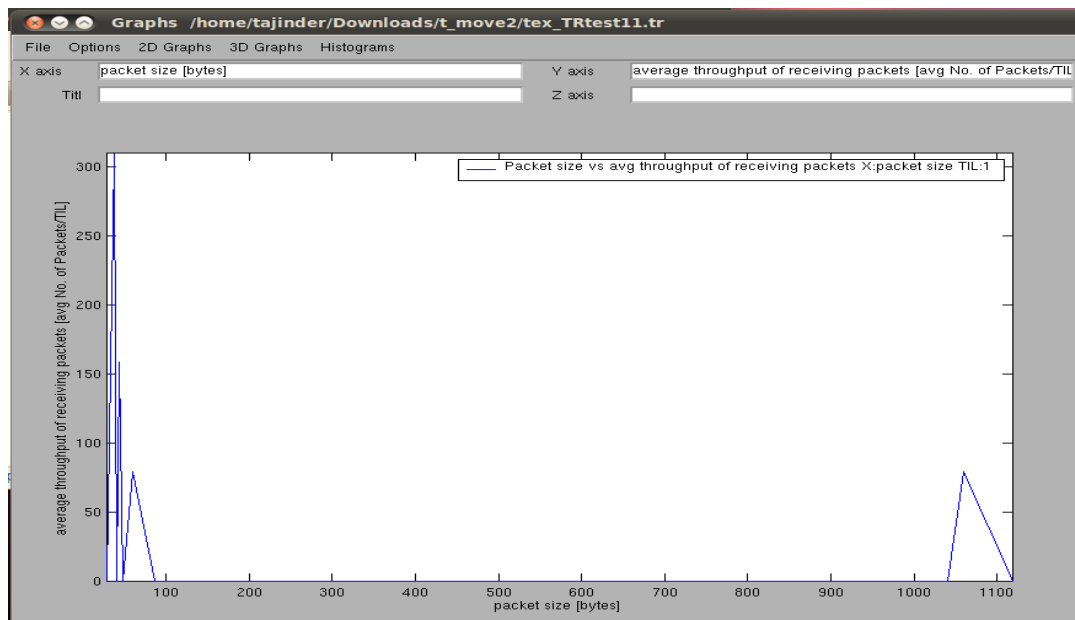 Graphs /home/tajinder/Downloads/t_move2/tex_TRtest11.tr
File Options 2D Graphs 3D Graphs Histograms
X axis packet size [bytes] Y axis average throughput of receiving packets [avg No. of Packets/TIL
Titl Z axis
Packet size vs avg throughput of receiving packets X:packet size TIL:1
average throughput of receiving packets [avg No. of Packets/TIL]
300
250
200
150
100
50
0
100 200 300 400 500 600 700 800 900 1000 1100
packet size [bytes]